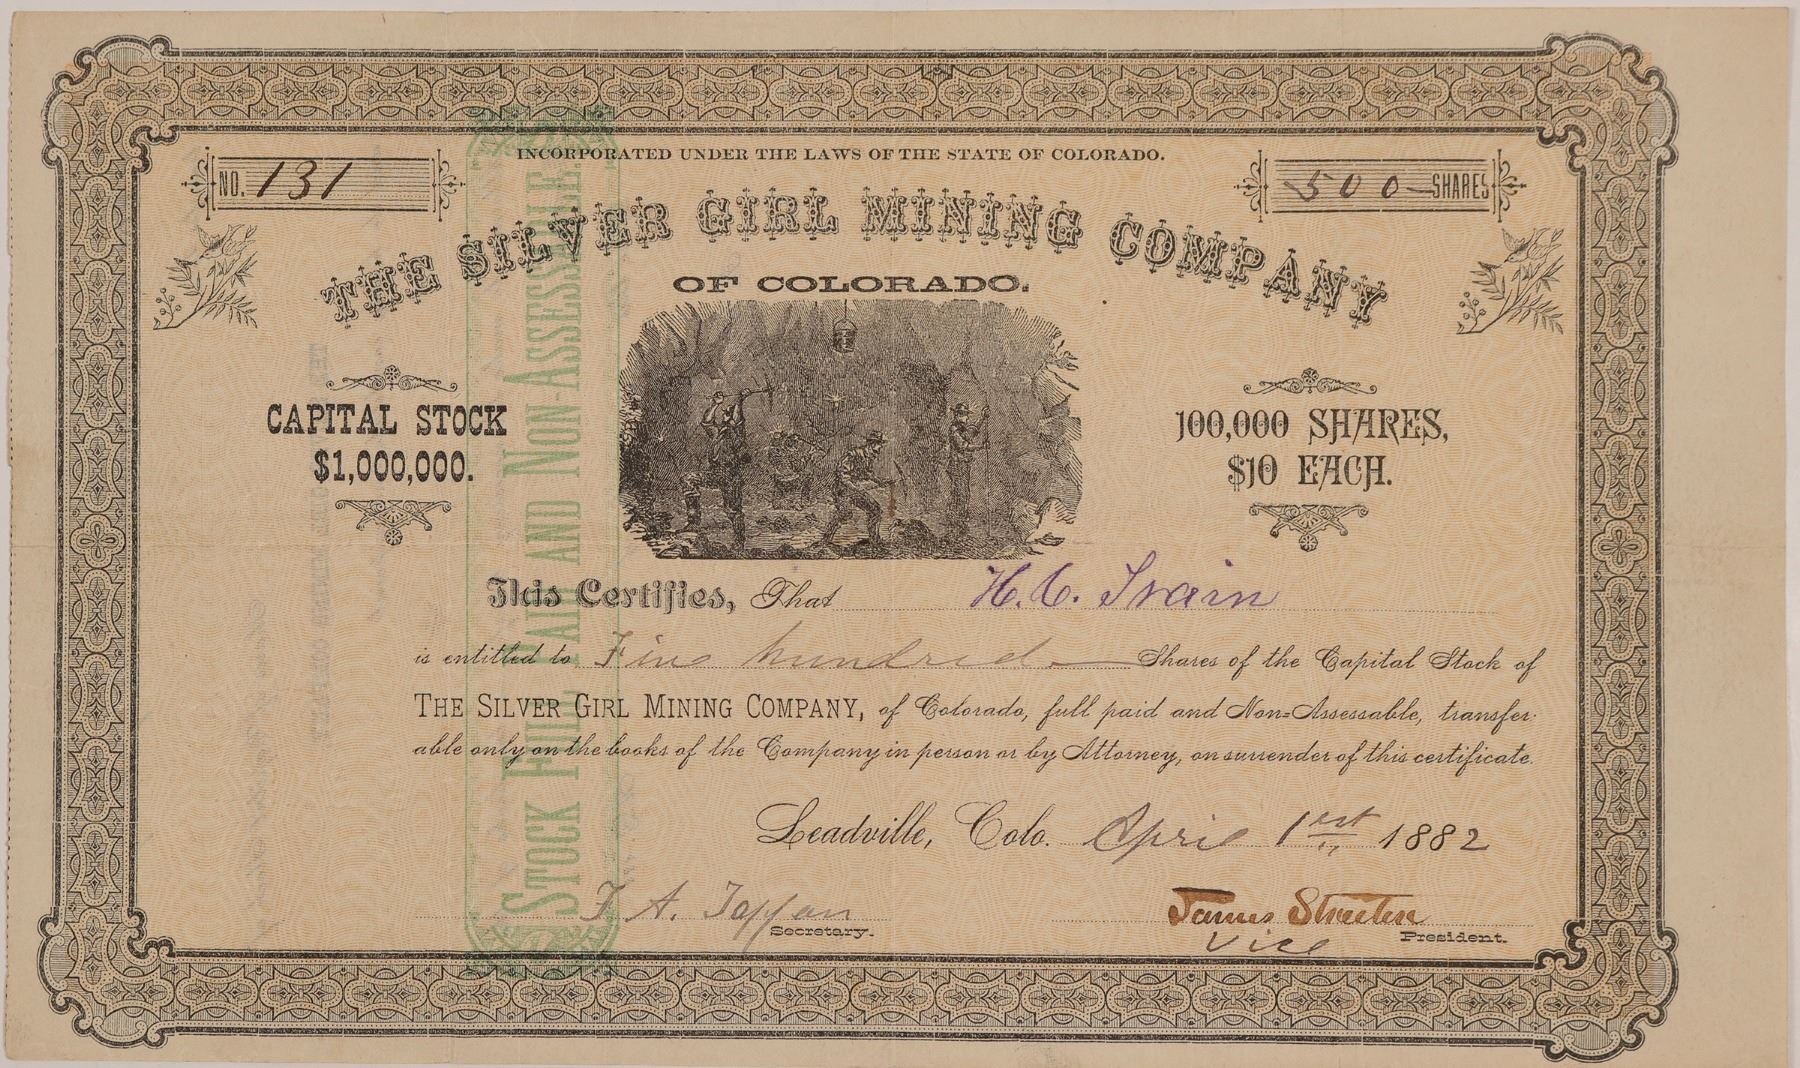 INCORPORATED UNDER THE LAWS OF THE STATE OF COLORADO.
NO. 131
500 SHARES
THE SILVER GIRL MINING COMPANY
OF COLORADO.
CAPITAL STOCK
$1,000,000.
100,000 SHARES,
$10 EACH.
STOCK FULL PAID AND NON-ASSESSABLE.
This Certifies, That H. C. Train
is entitled to Five hundred Shares of the Capital Stock of
THE SILVER GIRL MINING COMPANY, of Colorado, full paid and Non-Assessable, transfer-
able only on the books of the Company in person or by Attorney, on surrender of this certificate.
Leadville, Colo. April 1rst 1882
F. A. Tappan
Secretary.
James Streeter
Vice President.